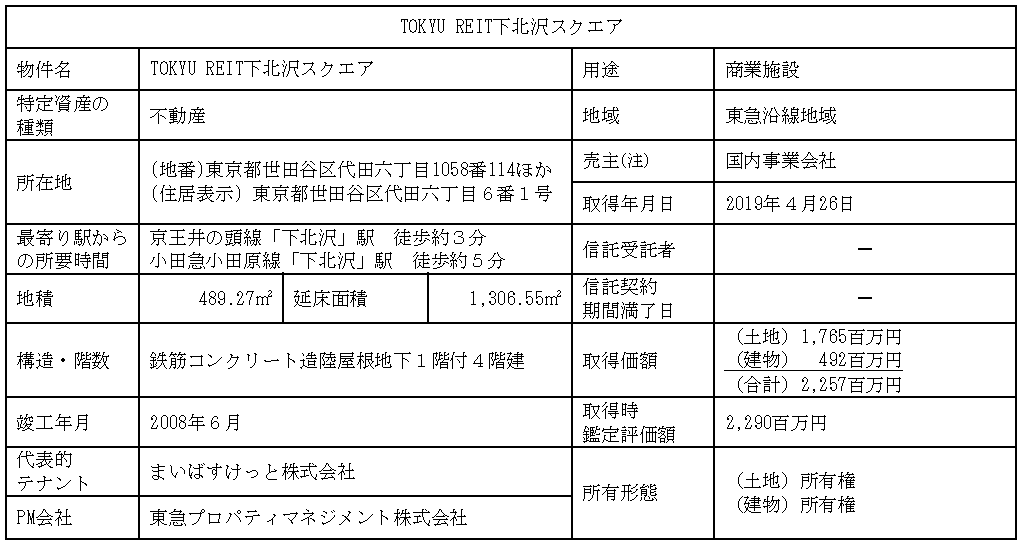 TOKYU REIT下北沢スクエア
物件名 TOKYU REIT下北沢スクエア 用途 商業施設
特定資産の
種類 不動産 地域 東急沿線地域
所在地
(地番)東京都世田谷区代田六丁目1058番114ほか
(住居表示) 東京都世田谷区代田六丁目6番1号
売主(注) 国内事業会社
取得年月日 2019年4月26日
最寄り駅から
の所要時間
京王井の頭線「下北沢」駅 徒歩約3分
小田急小田原線「下北沢」駅 徒歩約5分
信託受託者 ー
地積 489.27㎡ 延床面積 1,306.55㎡
信託契約
期間満了日 ー
構造・階数 鉄筋コンクリート造陸屋根地下1階付4階建
取得価額
(土地) 1,765百万円
(建物) 492百万円
(合計) 2,257百万円
竣工年月 2008年6月
取得時
鑑定評価額 2,290百万円
代表的
テナント まいばすけっと株式会社
所有形態
(土地) 所有権
(建物) 所有権
PM会社 東急プロパティマネジメント株式会社